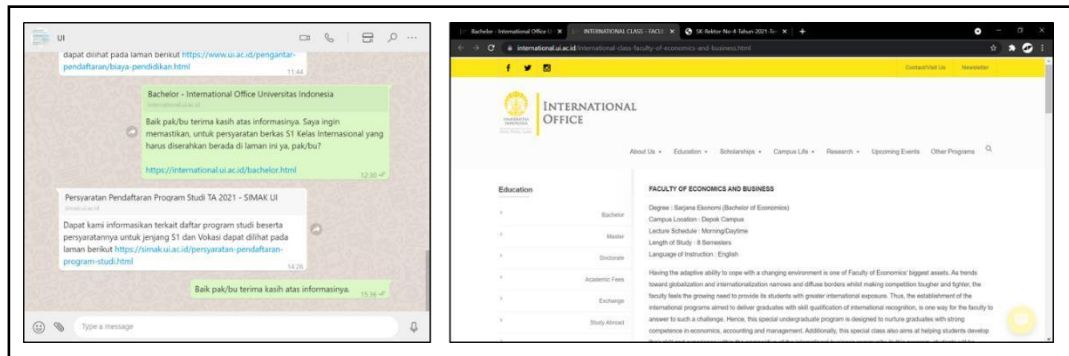 UI
dapat dilihat pada laman berikut https://www.ui.ac.id/pengantar-
pendaftaran/biaya-pendidikan.html
11:44
Bachelor - International Office Universitas Indonesia
international.ui.ac.id
Baik pak/bu terima kasih atas informasinya. Saya ingin
memastikan, untuk persyaratan berkas S1 Kelas Internasional yang
harus diserahkan berada di laman ini ya, pak/bu?
https://international.ui.ac.id/bachelor.html
12:30
Persyaratan Pendaftaran Program Studi TA 2021 - SIMAK UI
simak.ui.ac.id
Dapat kami informasikan terkait daftar program studi beserta
persyaratannya untuk jenjang S1 dan Vokasi dapat dilihat pada
laman berikut https://simak.ui.ac.id/persyaratan-pendaftaran-
program-studi.html
14:26
Baik pak/bu terima kasih atas informasinya.
15:36
Type a message
Bachelor - International Office U
INTERNATIONAL CLASS - FACU
SK-Rektor-No-4-Tahun-2021-Te
international.ui.ac.id/international-class-faculty-of-economics-and-business.html
Contact/Visit Us
Newsletter
INTERNATIONAL
OFFICE
UNIVERSITAS
INDONESIA
About Us
Education
Scholarships
Campus Life
Research
Upcoming Events
Other Programs
Education
Bachelor
Master
Doctorate
Academic Fees
Exchange
Study Abroad
FACULTY OF ECONOMICS AND BUSINESS
Degree : Sarjana Ekonomi (Bachelor of Economics)
Campus Location : Depok Campus
Lecture Schedule : Morning/Daytime
Length of Study : 8 Semesters
Language of Instruction : English
Having the adaptive ability to cope with a changing environment is one of Faculty of Economics' biggest assets. As trends
toward globalization and internationalization narrows and diffuse borders whilst making competition tougher and tighter, the
faculty feels the growing need to provide its students with greater international exposure. Thus, the establishment of the
international programs aimed to deliver graduates with skill qualification of international recognition, is one way for the faculty to
answer to such a challenge. Hence, this special undergraduate program is designed to nurture graduates with strong
competence in economics, accounting and management. Additionally, this special class also aims at helping students develop